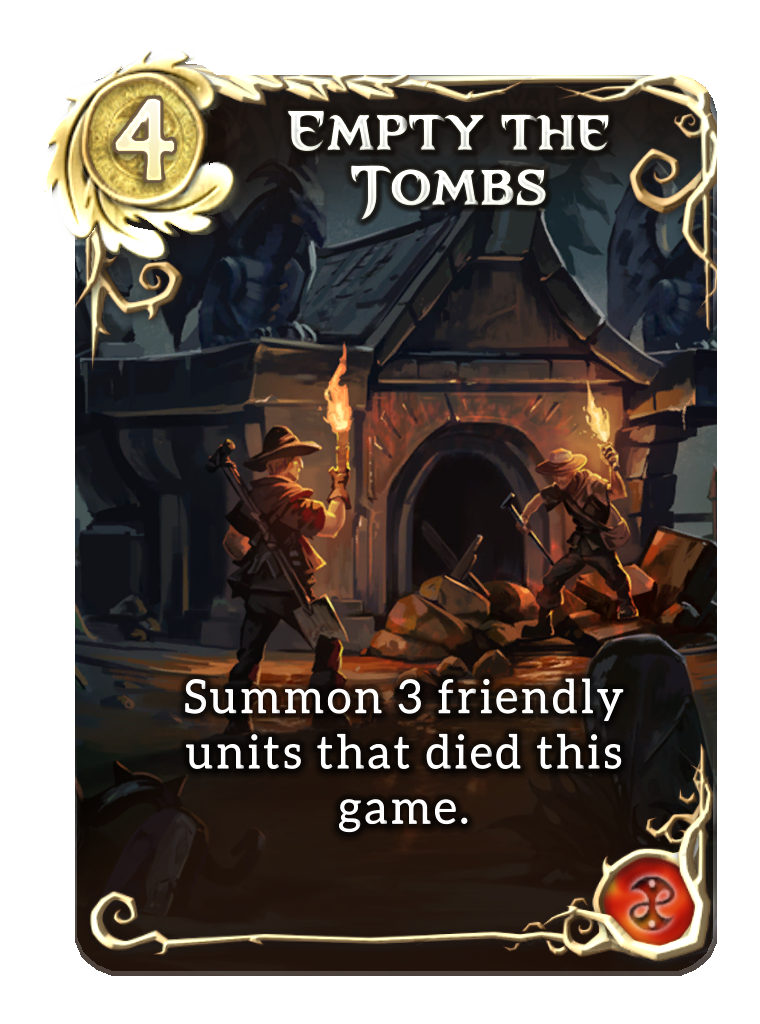 4
Empty the
Tombs
Summon 3 friendly
units that died this
game.